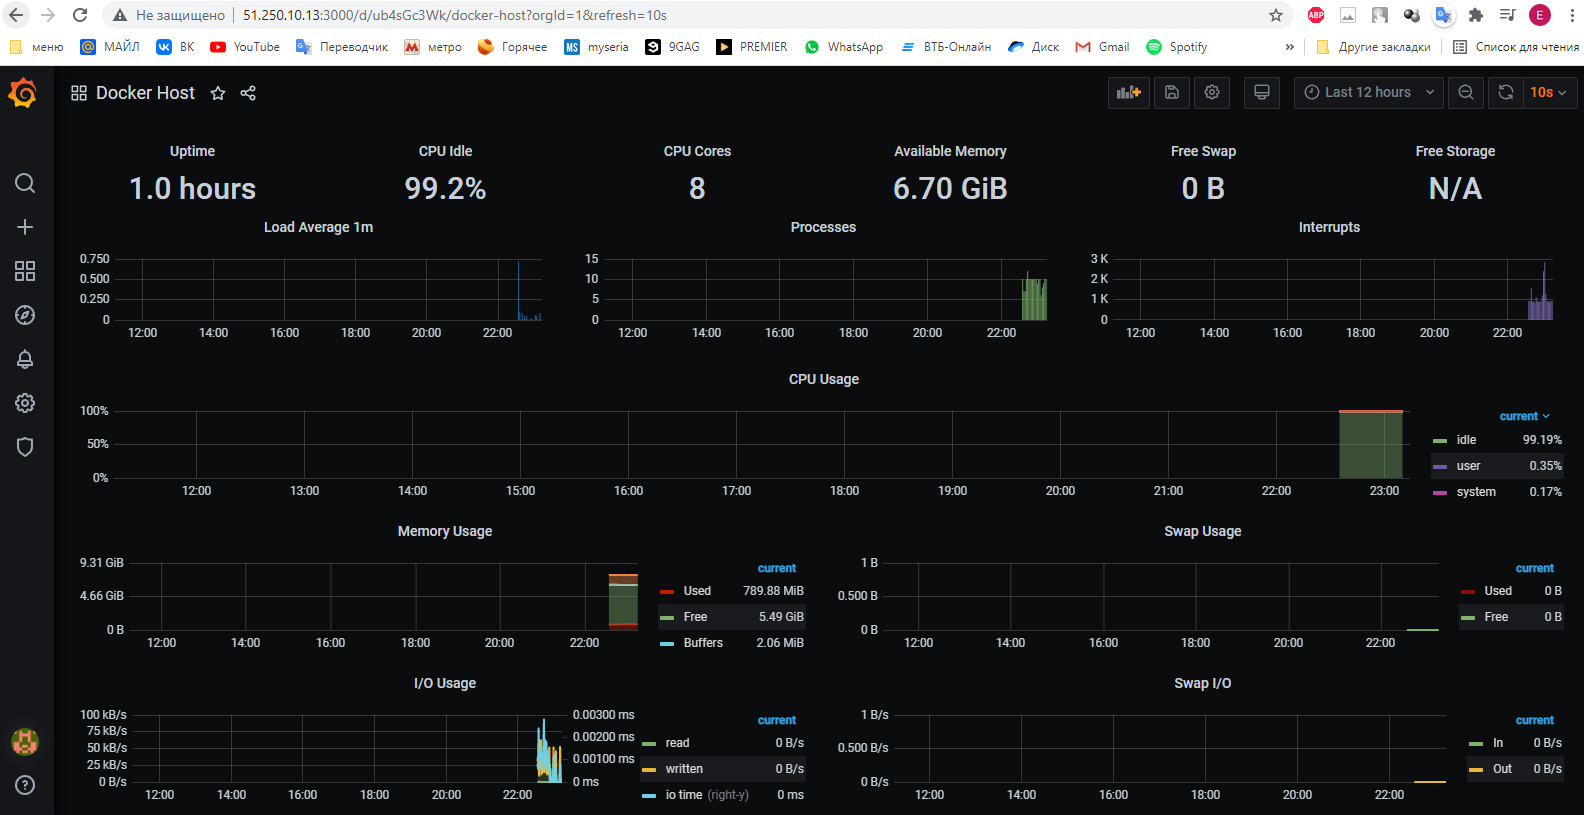 Не защищено 51.250.10.13:3000/d/ub4sGc3Wk/docker-host?orgId=1&refresh=10s ABP E
меню МАЙЛ ВК YouTube Переводчик метро Горячее MS myseria 9GAG PREMIER WhatsApp ВТБ-Онлайн Диск Gmail Spotify » Другие закладки Список для чтения
Docker Host Last 12 hours 10s
Uptime CPU Idle CPU Cores Available Memory Free Swap Free Storage
1.0 hours 99.2% 8 6.70 GiB 0 B N/A
Load Average 1m Processes Interrupts
0.750 15 3 K
0.500 10 2 K
0.250 5 1 K
0 0 0
12:00 14:00 16:00 18:00 20:00 22:00 12:00 14:00 16:00 18:00 20:00 22:00 12:00 14:00 16:00 18:00 20:00 22:00
CPU Usage
100% current
50% idle 99.19%
user 0.35%
0%
12:00 13:00 14:00 15:00 16:00 17:00 18:00 19:00 20:00 21:00 22:00 23:00 system 0.17%
Memory Usage Swap Usage
9.31 GiB current 1 B current
4.66 GiB Used 789.88 MiB 0.500 B Used 0 B
0 B Free 5.49 GiB 0 B Free 0 B
12:00 14:00 16:00 18:00 20:00 22:00 Buffers 2.06 MiB 12:00 14:00 16:00 18:00 20:00 22:00
I/O Usage Swap I/O
100 kB/s 0.00300 ms current 1 B/s current
75 kB/s 0.00200 ms read 0 B/s In 0 B/s
50 kB/s 0.500 B/s
25 kB/s 0.00100 ms written 0 B/s Out 0 B/s
0 B/s 0 ms 0 B/s
12:00 14:00 16:00 18:00 20:00 22:00 io time (right-y) 0 ms 12:00 14:00 16:00 18:00 20:00 22:00